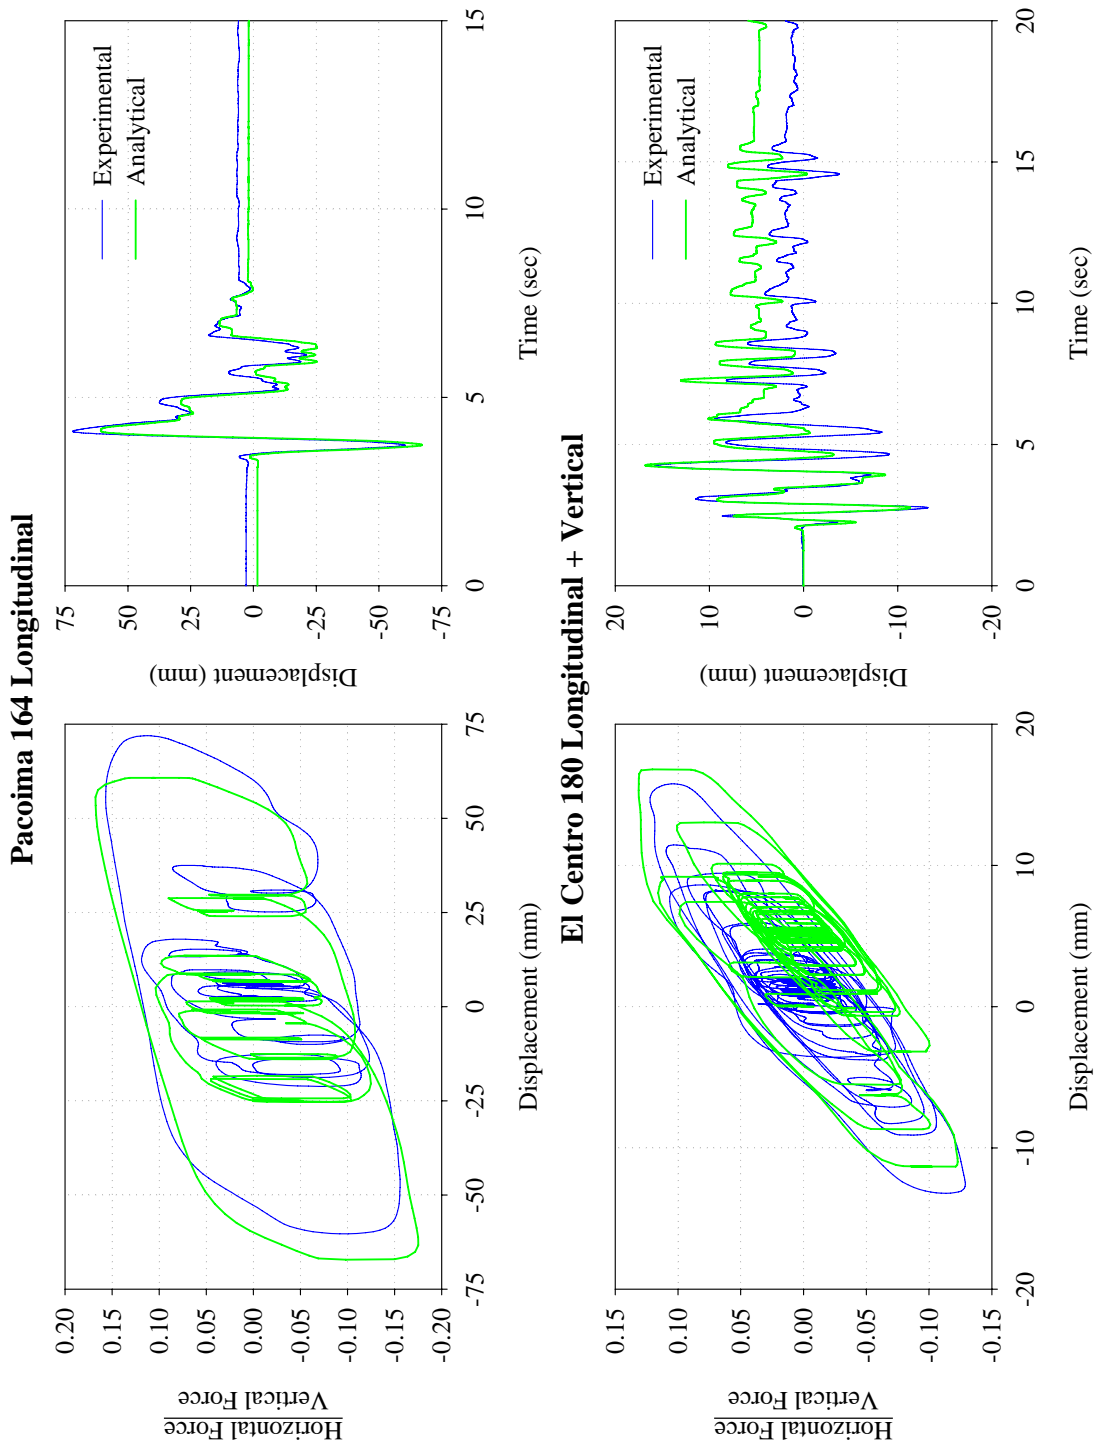 Pacoima 164 Longitudinal
Horizontal Force
Vertical Force
0.20
0.15
0.10
0.05
0.00
-0.05
-0.10
-0.15
-0.20
-75 -50 -25 0 25 50 75
Displacement (mm)
Displacement (mm)
75
50
25
0
-25
-50
-75
0 5 10 15
Time (sec)
Experimental
Analytical
El Centro 180 Longitudinal + Vertical
Horizontal Force
Vertical Force
0.15
0.10
0.05
0.00
-0.05
-0.10
-0.15
-20 -10 0 10 20
Displacement (mm)
Displacement (mm)
20
10
0
-10
-20
0 5 10 15 20
Time (sec)
Experimental
Analytical